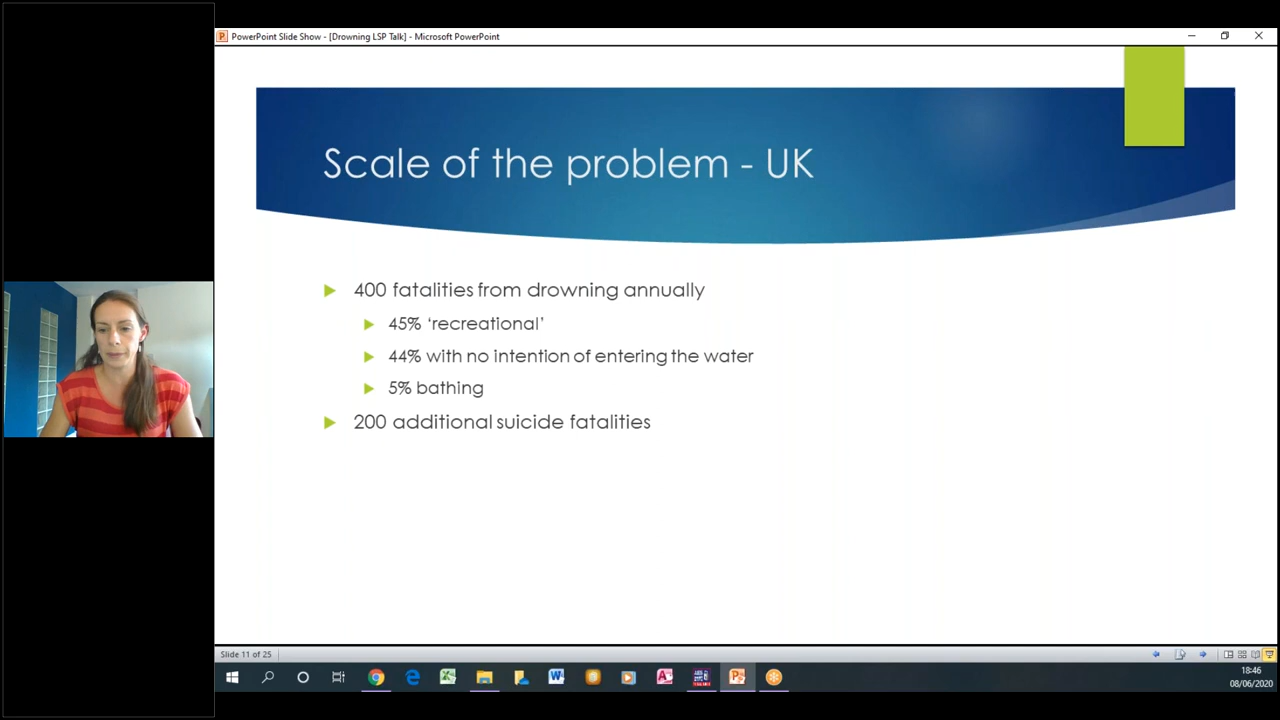 PowerPoint Slide Show - [Drowning LSP Talk] - Microsoft PowerPoint
Scale of the problem - UK
400 fatalities from drowning annually
45% ‘recreational’
44% with no intention of entering the water
5% bathing
200 additional suicide fatalities
Slide 11 of 25
18:46
08/06/2020